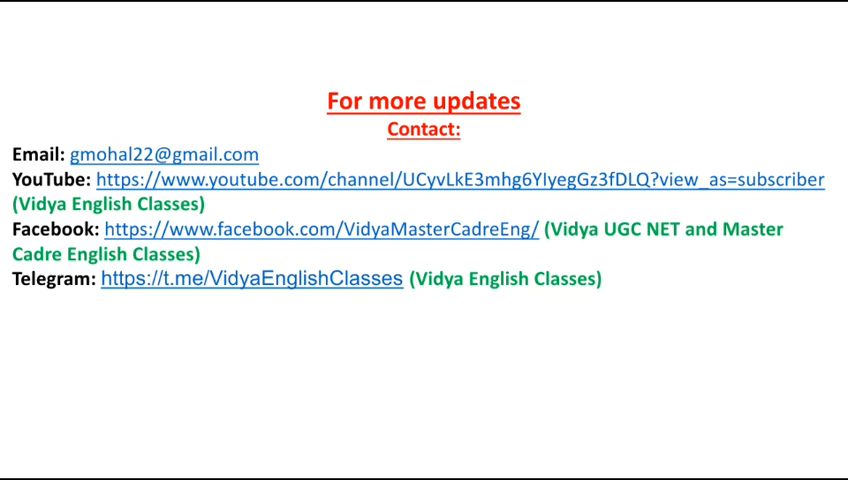 For more updates
Contact:
Email: gmohal22@gmail.com
YouTube: https://www.youtube.com/channel/UCyvLkE3mhg6YIyegGz3fDLQ?view_as=subscriber
(Vidya English Classes)
Facebook: https://www.facebook.com/VidyaMasterCadreEng/ (Vidya UGC NET and Master
Cadre English Classes)
Telegram: https://t.me/VidyaEnglishClasses (Vidya English Classes)